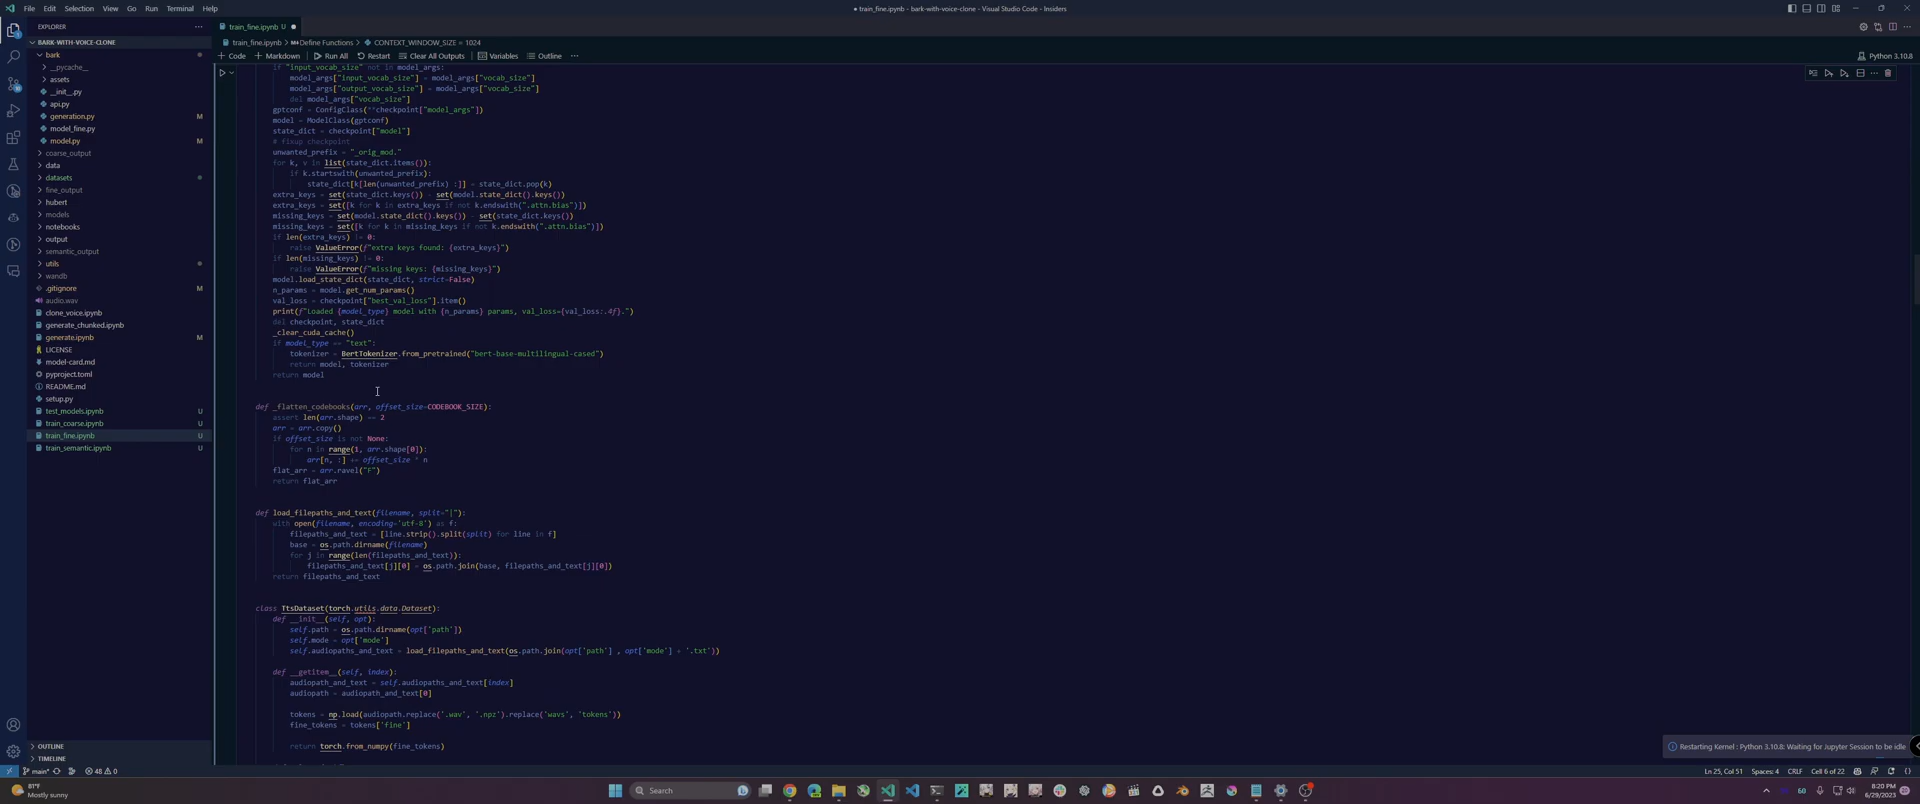 File Edit Selection View Go Run Terminal Help
● train_fine.ipynb - bark-with-voice-clone - Visual Studio Code - Insiders
EXPLORER
train_fine.ipynb U ●
BARK-WITH-VOICE-CLONE
train_fine.ipynb > Define Functions > CONTEXT_WINDOW_SIZE = 1024
+ Code + Markdown Run All Restart Clear All Outputs Variables Outline ...
Python 3.10.8
bark
__pycache__
assets
__init__.py
api.py
generation.py M
model_fine.py
model.py M
coarse_output
data
datasets
fine_output
hubert
models
notebooks
output
semantic_output
utils
wandb
.gitignore M
audio.wav
clone_voice.ipynb
generate_chunked.ipynb
generate.ipynb M
LICENSE
model-card.md
pyproject.toml
README.md
setup.py
test_models.ipynb U
train_coarse.ipynb U
train_fine.ipynb U
train_semantic.ipynb U
OUTLINE
TIMELINE
if "input_vocab_size" not in model_args:
model_args["input_vocab_size"] = model_args["vocab_size"]
model_args["output_vocab_size"] = model_args["vocab_size"]
del model_args["vocab_size"]
gptconf = ConfigClass(**checkpoint["model_args"])
model = ModelClass(gptconf)
state_dict = checkpoint["model"]
# fixup checkpoint
unwanted_prefix = "_orig_mod."
for k, v in list(state_dict.items()):
if k.startswith(unwanted_prefix):
state_dict[k[len(unwanted_prefix) :]] = state_dict.pop(k)
extra_keys = set(state_dict.keys()) - set(model.state_dict().keys())
extra_keys = set([k for k in extra_keys if not k.endswith(".attn.bias")])
missing_keys = set(model.state_dict().keys()) - set(state_dict.keys())
missing_keys = set([k for k in missing_keys if not k.endswith(".attn.bias")])
if len(extra_keys) != 0:
raise ValueError(f"extra keys found: {extra_keys}")
if len(missing_keys) != 0:
raise ValueError(f"missing keys: {missing_keys}")
model.load_state_dict(state_dict, strict=False)
n_params = model.get_num_params()
val_loss = checkpoint["best_val_loss"].item()
print(f"Loaded {model_type} model with {n_params} params, val_loss={val_loss:.4f}.")
del checkpoint, state_dict
_clear_cuda_cache()
if model_type == "text":
tokenizer = BertTokenizer.from_pretrained("bert-base-multilingual-cased")
return model, tokenizer
return model
def _flatten_codebooks(arr, offset_size=CODEBOOK_SIZE):
assert len(arr.shape) == 2
arr = arr.copy()
if offset_size is not None:
for n in range(1, arr.shape[0]):
arr[n, :] += offset_size * n
flat_arr = arr.ravel("F")
return flat_arr
def load_filepaths_and_text(filename, split="|"):
with open(filename, encoding='utf-8') as f:
filepaths_and_text = [line.strip().split(split) for line in f]
base = os.path.dirname(filename)
for j in range(len(filepaths_and_text)):
filepaths_and_text[j][0] = os.path.join(base, filepaths_and_text[j][0])
return filepaths_and_text
class TtsDataset(torch.utils.data.Dataset):
def __init__(self, opt):
self.path = os.path.dirname(opt['path'])
self.mode = opt['mode']
self.audiopaths_and_text = load_filepaths_and_text(os.path.join(opt['path'] , opt['mode'] + '.txt'))
def __getitem__(self, index):
audiopath_and_text = self.audiopaths_and_text[index]
audiopath = audiopath_and_text[0]
tokens = np.load(audiopath.replace('.wav', '.npz').replace('wavs', 'tokens'))
fine_tokens = tokens['fine']
return torch.from_numpy(fine_tokens)
Restarting Kernel : Python 3.10.8: Waiting for Jupyter Session to be idle
main* 48 0
Ln 25, Col 51 Spaces: 4 CRLF Cell 6 of 22
81°F
Mostly sunny
Search
60
8:20 PM
6/29/2023